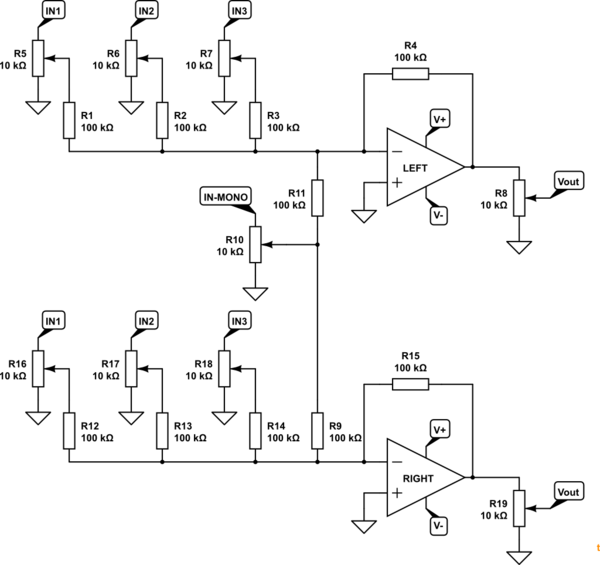 IN1
IN2
IN3
R5
10 kΩ
R6
10 kΩ
R7
10 kΩ
R4
100 kΩ
R1
100 kΩ
R2
100 kΩ
R3
100 kΩ
V+
−
LEFT
+
V-
R11
100 kΩ
R8
10 kΩ
Vout
IN-MONO
R10
10 kΩ
IN1
IN2
IN3
R16
10 kΩ
R17
10 kΩ
R18
10 kΩ
R15
100 kΩ
R12
100 kΩ
R13
100 kΩ
R14
100 kΩ
R9
100 kΩ
V+
−
RIGHT
+
V-
R19
10 kΩ
Vout
t